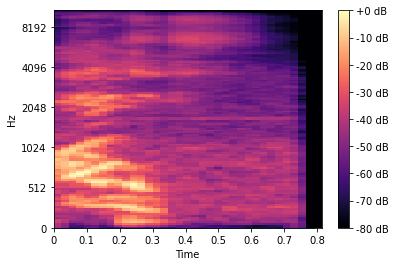 8192
4096
2048
1024
512
0
Hz
0 0.1 0.2 0.3 0.4 0.5 0.6 0.7 0.8
Time
+0 dB
-10 dB
-20 dB
-30 dB
-40 dB
-50 dB
-60 dB
-70 dB
-80 dB